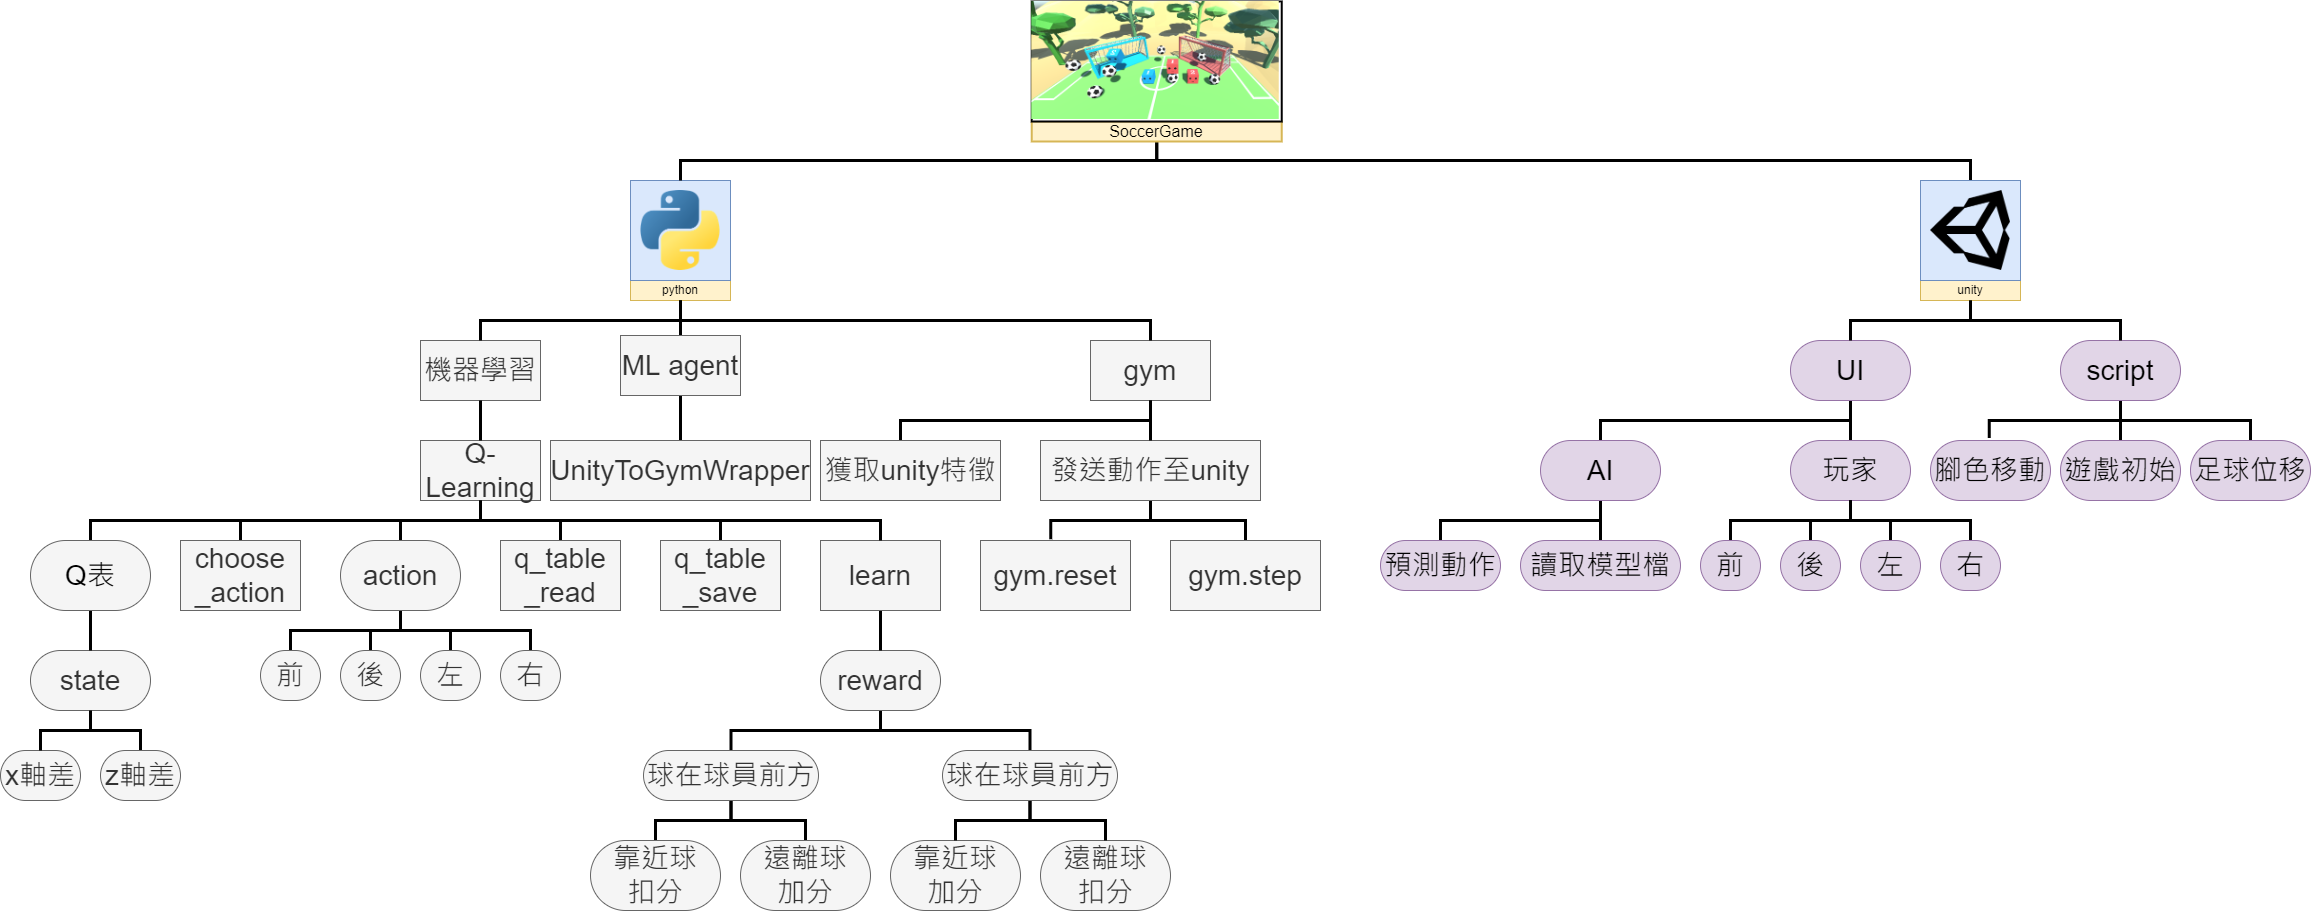 SoccerGame
python
unity
機器學習
ML agent
gym
UI
script
Q-
Learning
UnityToGymWrapper
獲取unity特徵
發送動作至unity
AI
玩家
腳色移動
遊戲初始
足球位移
Q表
choose
_action
action
q_table
_read
q_table
_save
learn
gym.reset
gym.step
預測動作
讀取模型檔
前
後
左
右
state
前
後
左
右
reward
x軸差
z軸差
球在球員前方
球在球員前方
靠近球
扣分
遠離球
加分
靠近球
加分
遠離球
扣分